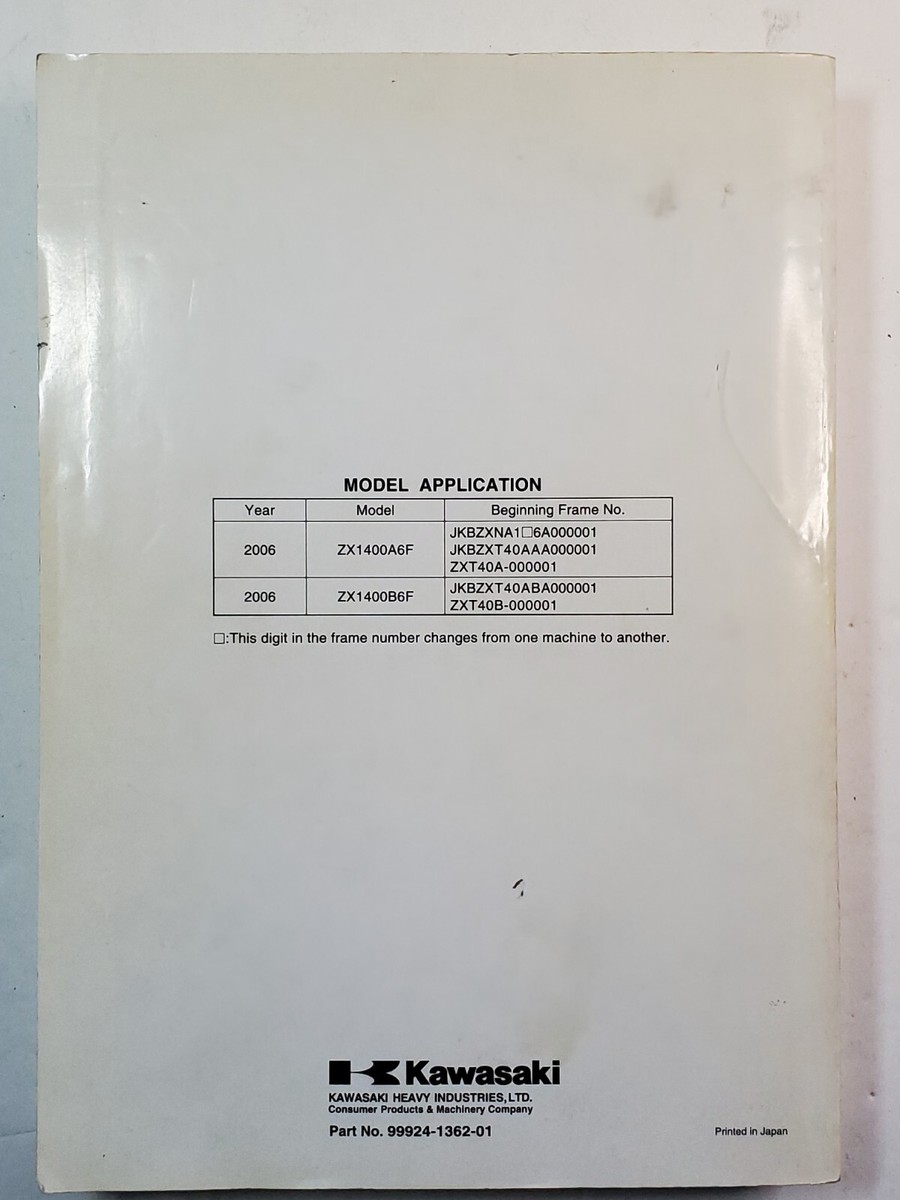 MODEL APPLICATION
Year Model Beginning Frame No.
2006 ZX1400A6F JKBZXNA1□6A000001
JKBZXT40AAA000001
ZXT40A-000001
2006 ZX1400B6F JKBZXT40ABA000001
ZXT40B-000001
□:This digit in the frame number changes from one machine to another.
Kawasaki
KAWASAKI HEAVY INDUSTRIES,LTD.
Consumer Products & Machinery Company
Part No. 99924-1362-01
Printed in Japan